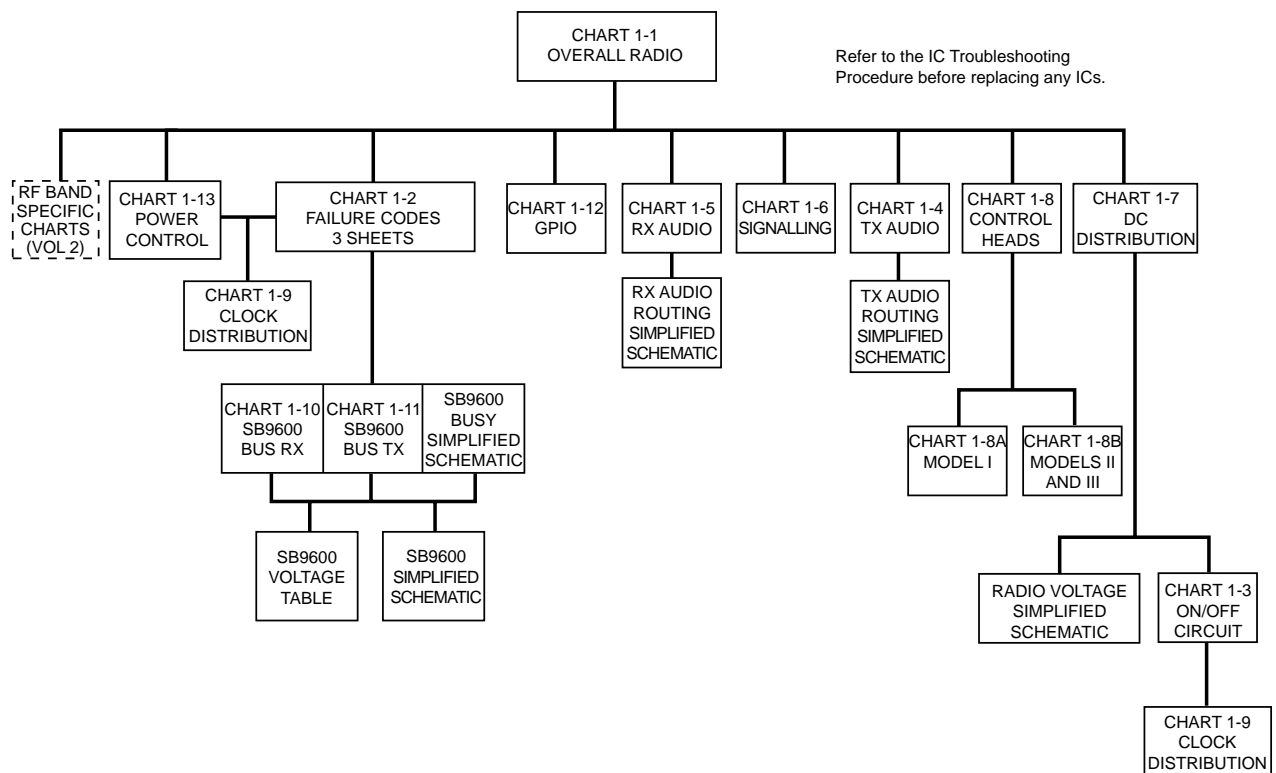 CHART 1-1
OVERALL RADIO
Refer to the IC Troubleshooting
Procedure before replacing any ICs.
RF BAND
SPECIFIC
CHARTS
(VOL 2)
CHART 1-13
POWER
CONTROL
CHART 1-2
FAILURE CODES
3 SHEETS
CHART 1-12
GPIO
CHART 1-5
RX AUDIO
CHART 1-6
SIGNALLING
CHART 1-4
TX AUDIO
CHART 1-8
CONTROL
HEADS
CHART 1-7
DC
DISTRIBUTION
CHART 1-9
CLOCK
DISTRIBUTION
RX AUDIO
ROUTING
SIMPLIFIED
SCHEMATIC
TX AUDIO
ROUTING
SIMPLIFIED
SCHEMATIC
CHART 1-10
SB9600
BUS RX
CHART 1-11
SB9600
BUS TX
SB9600
BUSY
SIMPLIFIED
SCHEMATIC
CHART 1-8A
MODEL I
CHART 1-8B
MODELS II
AND III
SB9600
VOLTAGE
TABLE
SB9600
SIMPLIFIED
SCHEMATIC
RADIO VOLTAGE
SIMPLIFIED
SCHEMATIC
CHART 1-3
ON/OFF
CIRCUIT
CHART 1-9
CLOCK
DISTRIBUTION